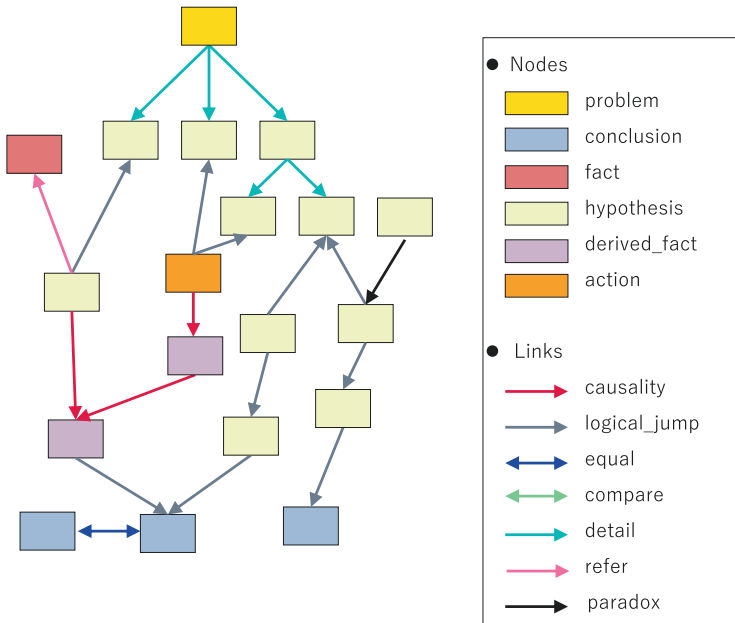 ● Nodes
problem
conclusion
fact
hypothesis
derived_fact
action
● Links
causality
logical_jump
equal
compare
detail
refer
paradox